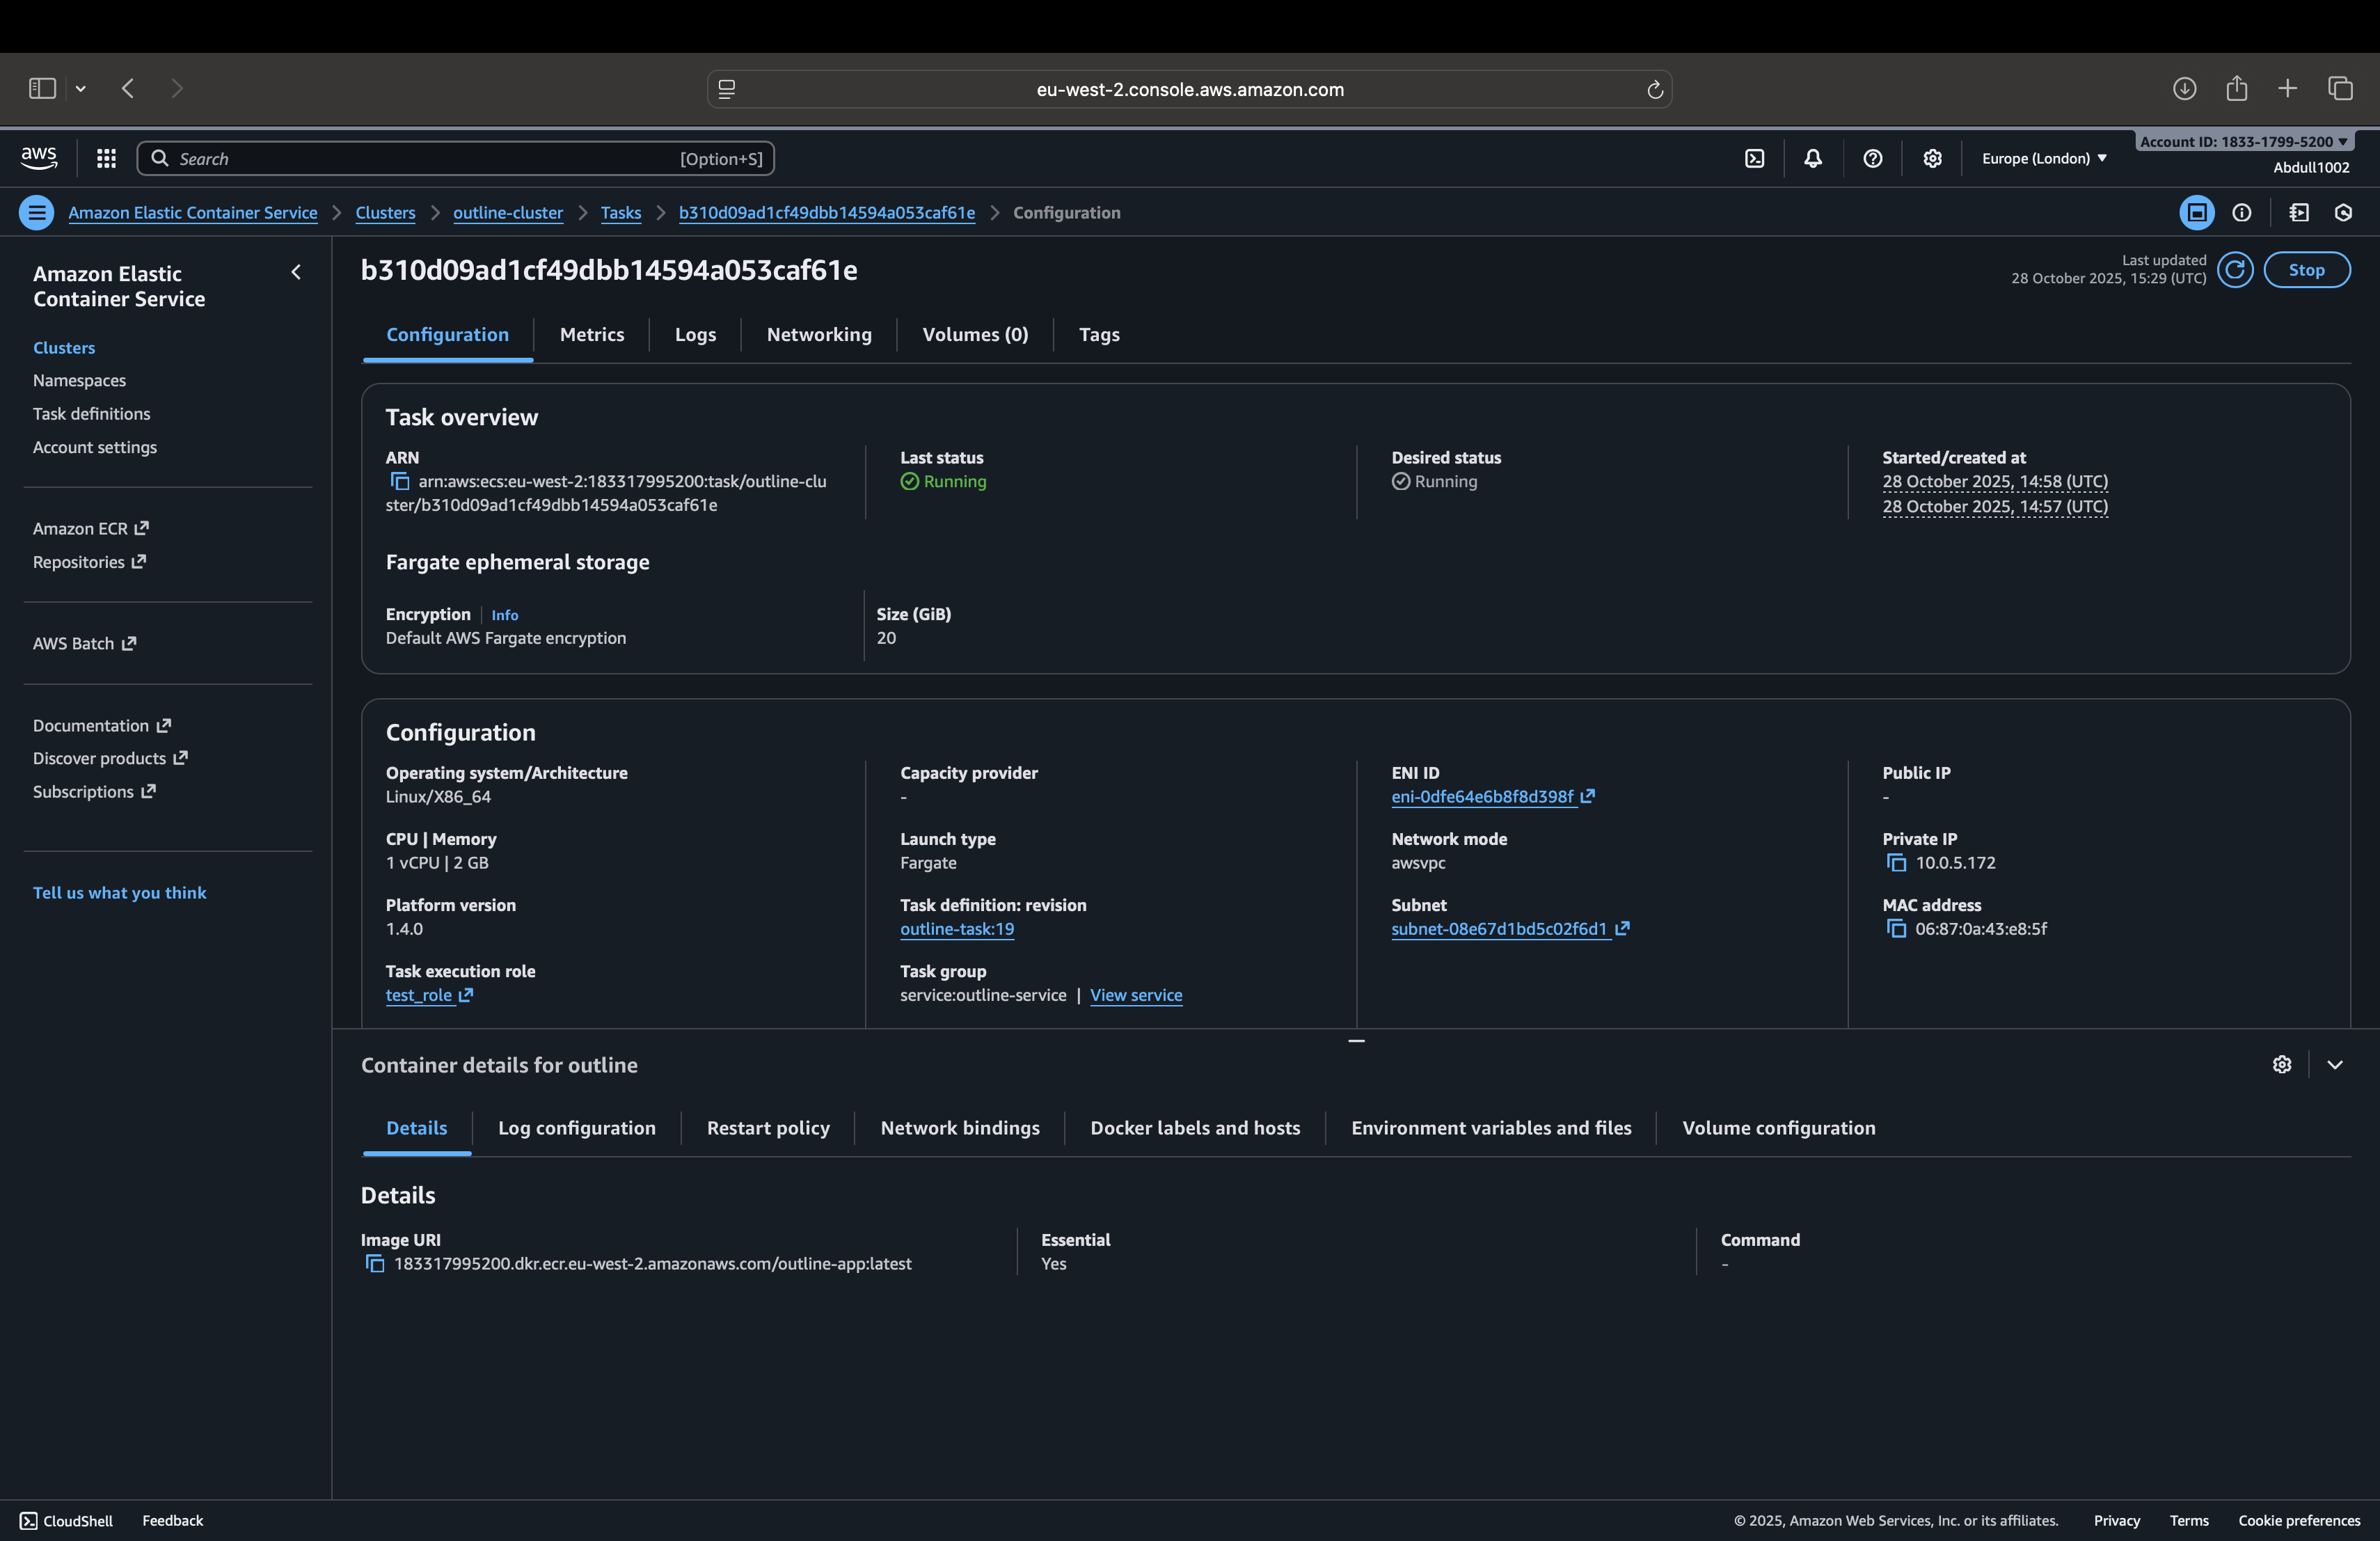 eu-west-2.console.aws.amazon.com
aws
Search
[Option+S]
Europe (London)
Account ID: 1833-1799-5200
Abdull1002
Amazon Elastic Container Service
Clusters
outline-cluster
Tasks
b310d09ad1cf49dbb14594a053caf61e
Configuration
Amazon Elastic
Container Service
Clusters
Namespaces
Task definitions
Account settings
Amazon ECR
Repositories
AWS Batch
Documentation
Discover products
Subscriptions
Tell us what you think
b310d09ad1cf49dbb14594a053caf61e
Last updated
28 October 2025, 15:29 (UTC)
Stop
Configuration
Metrics
Logs
Networking
Volumes (0)
Tags
Task overview
ARN
arn:aws:ecs:eu-west-2:183317995200:task/outline-clu
ster/b310d09ad1cf49dbb14594a053caf61e
Last status
Running
Desired status
Running
Started/created at
28 October 2025, 14:58 (UTC)
28 October 2025, 14:57 (UTC)
Fargate ephemeral storage
Encryption
Info
Default AWS Fargate encryption
Size (GiB)
20
Configuration
Operating system/Architecture
Linux/X86_64
CPU | Memory
1 vCPU | 2 GB
Platform version
1.4.0
Task execution role
test_role
Capacity provider
-
Launch type
Fargate
Task definition: revision
outline-task:19
Task group
service:outline-service | View service
ENI ID
eni-0dfe64e6b8f8d398f
Network mode
awsvpc
Subnet
subnet-08e67d1bd5c02f6d1
Public IP
-
Private IP
10.0.5.172
MAC address
06:87:0a:43:e8:5f
Container details for outline
Details
Log configuration
Restart policy
Network bindings
Docker labels and hosts
Environment variables and files
Volume configuration
Details
Image URI
183317995200.dkr.ecr.eu-west-2.amazonaws.com/outline-app:latest
Essential
Yes
Command
-
CloudShell
Feedback
© 2025, Amazon Web Services, Inc. or its affiliates.
Privacy
Terms
Cookie preferences